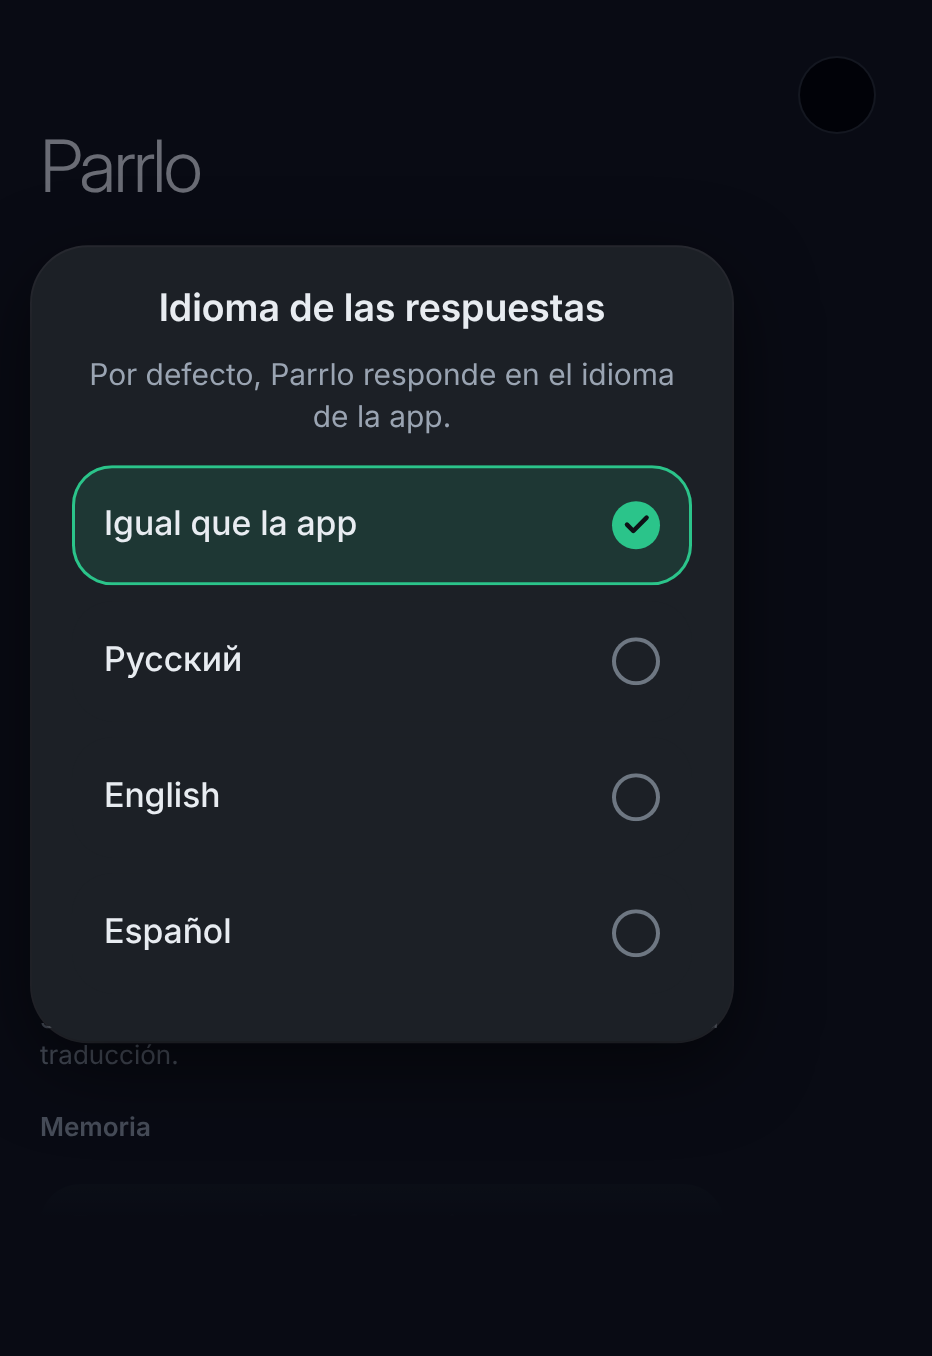 Parrlo
Idioma de las respuestas
Por defecto, Parrlo responde en el idioma
de la app.
Igual que la app
Русский
English
Español
traducción.
Memoria